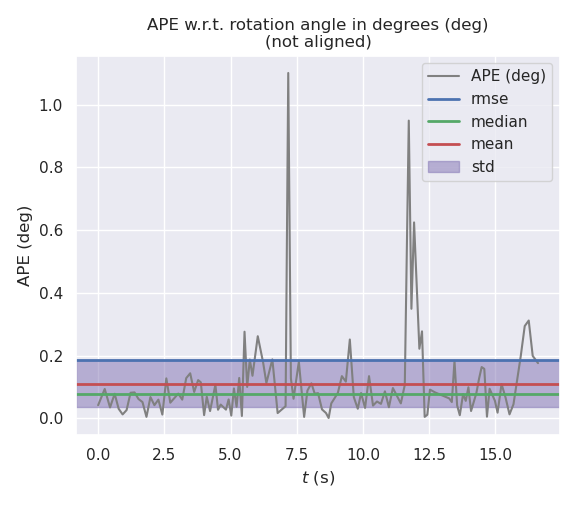 APE w.r.t. rotation angle in degrees (deg)
(not aligned)
APE (deg)
rmse
median
mean
std
APE (deg)
1.0
0.8
0.6
0.4
0.2
0.0
0.0 2.5 5.0 7.5 10.0 12.5 15.0
t (s)